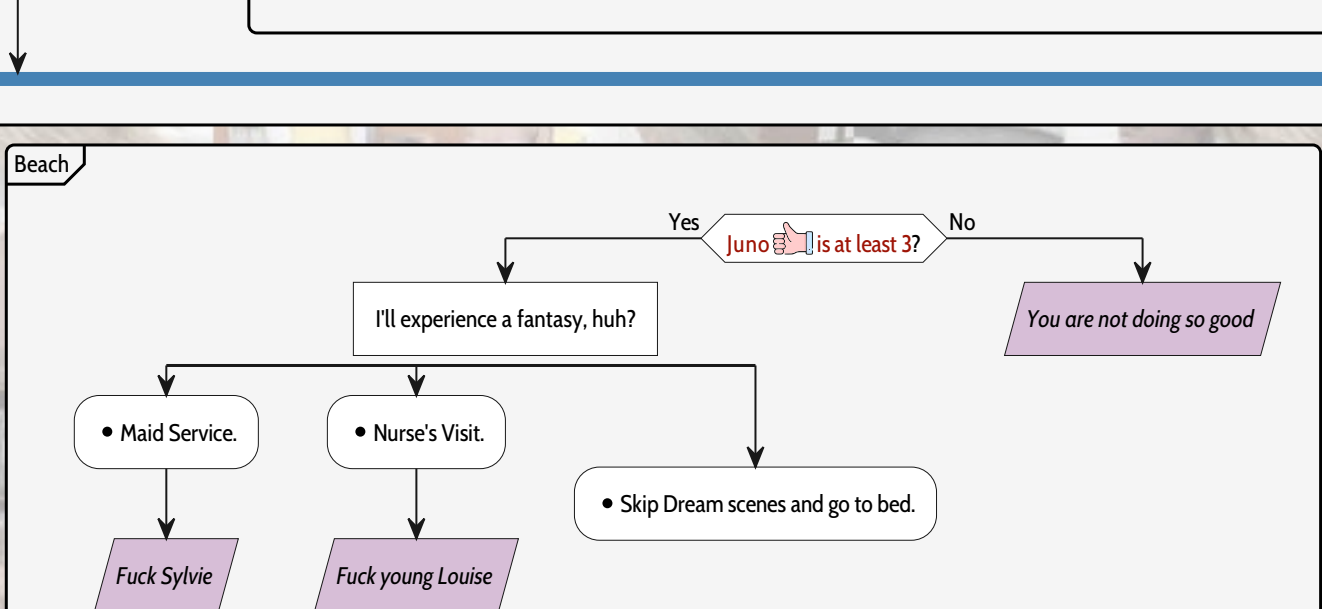 Beach
Yes
Juno is at least 3?
No
I'll experience a fantasy, huh?
You are not doing so good
• Maid Service.
• Nurse's Visit.
• Skip Dream scenes and go to bed.
Fuck Sylvie
Fuck young Louise